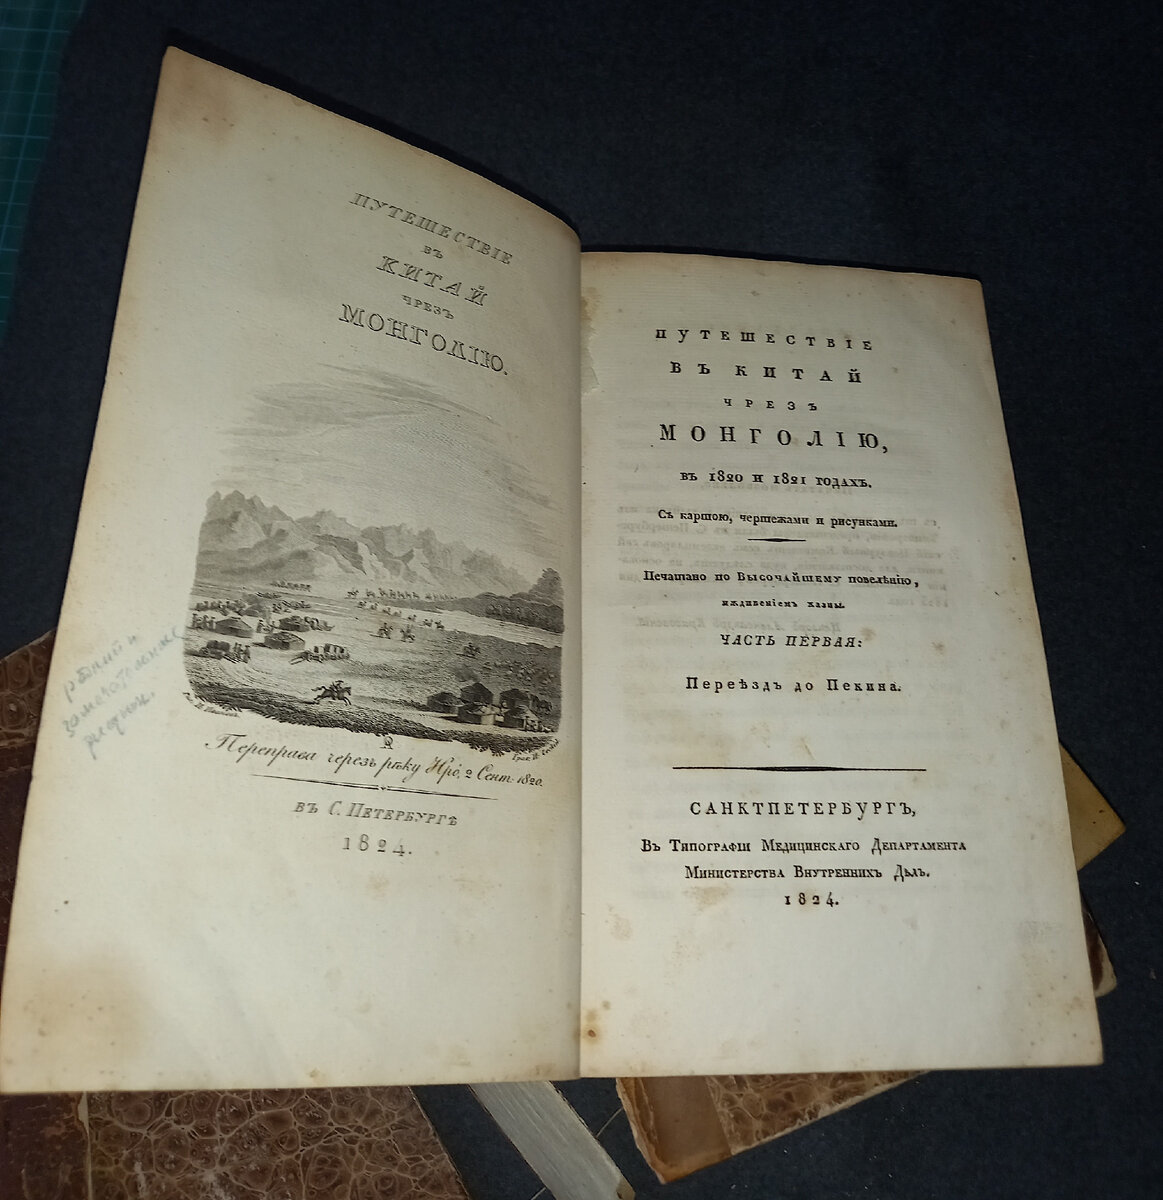 ПУТЕШЕСТВІЕ
ВЪ
КИТАЙ
ЧРЕЗЪ
МОНГОЛІЮ.
Переправа черезъ рѣку Иро, 2 Сент. 1820.
ВЪ С. ПЕТЕРБУРГѢ
1824.
рѣдкий и
замечательные
ПУТЕШЕСТВІЕ
ВЪ КИТАЙ
ЧРЕЗЪ
МОНГОЛІЮ,
въ 1820 и 1821 годахъ.
Съ картою, чертежами и рисунками.
Печатано по Высочайшему повелѣнію,
иждивеніемъ казны.
ЧАСТЬ ПЕРВАЯ:
Переѣздъ до Пекина.
САНКТПЕТЕРБУРГЪ,
Въ Типографіи Медицинскаго Департамента
Министерства Внутреннихъ Дѣлъ.
1824.